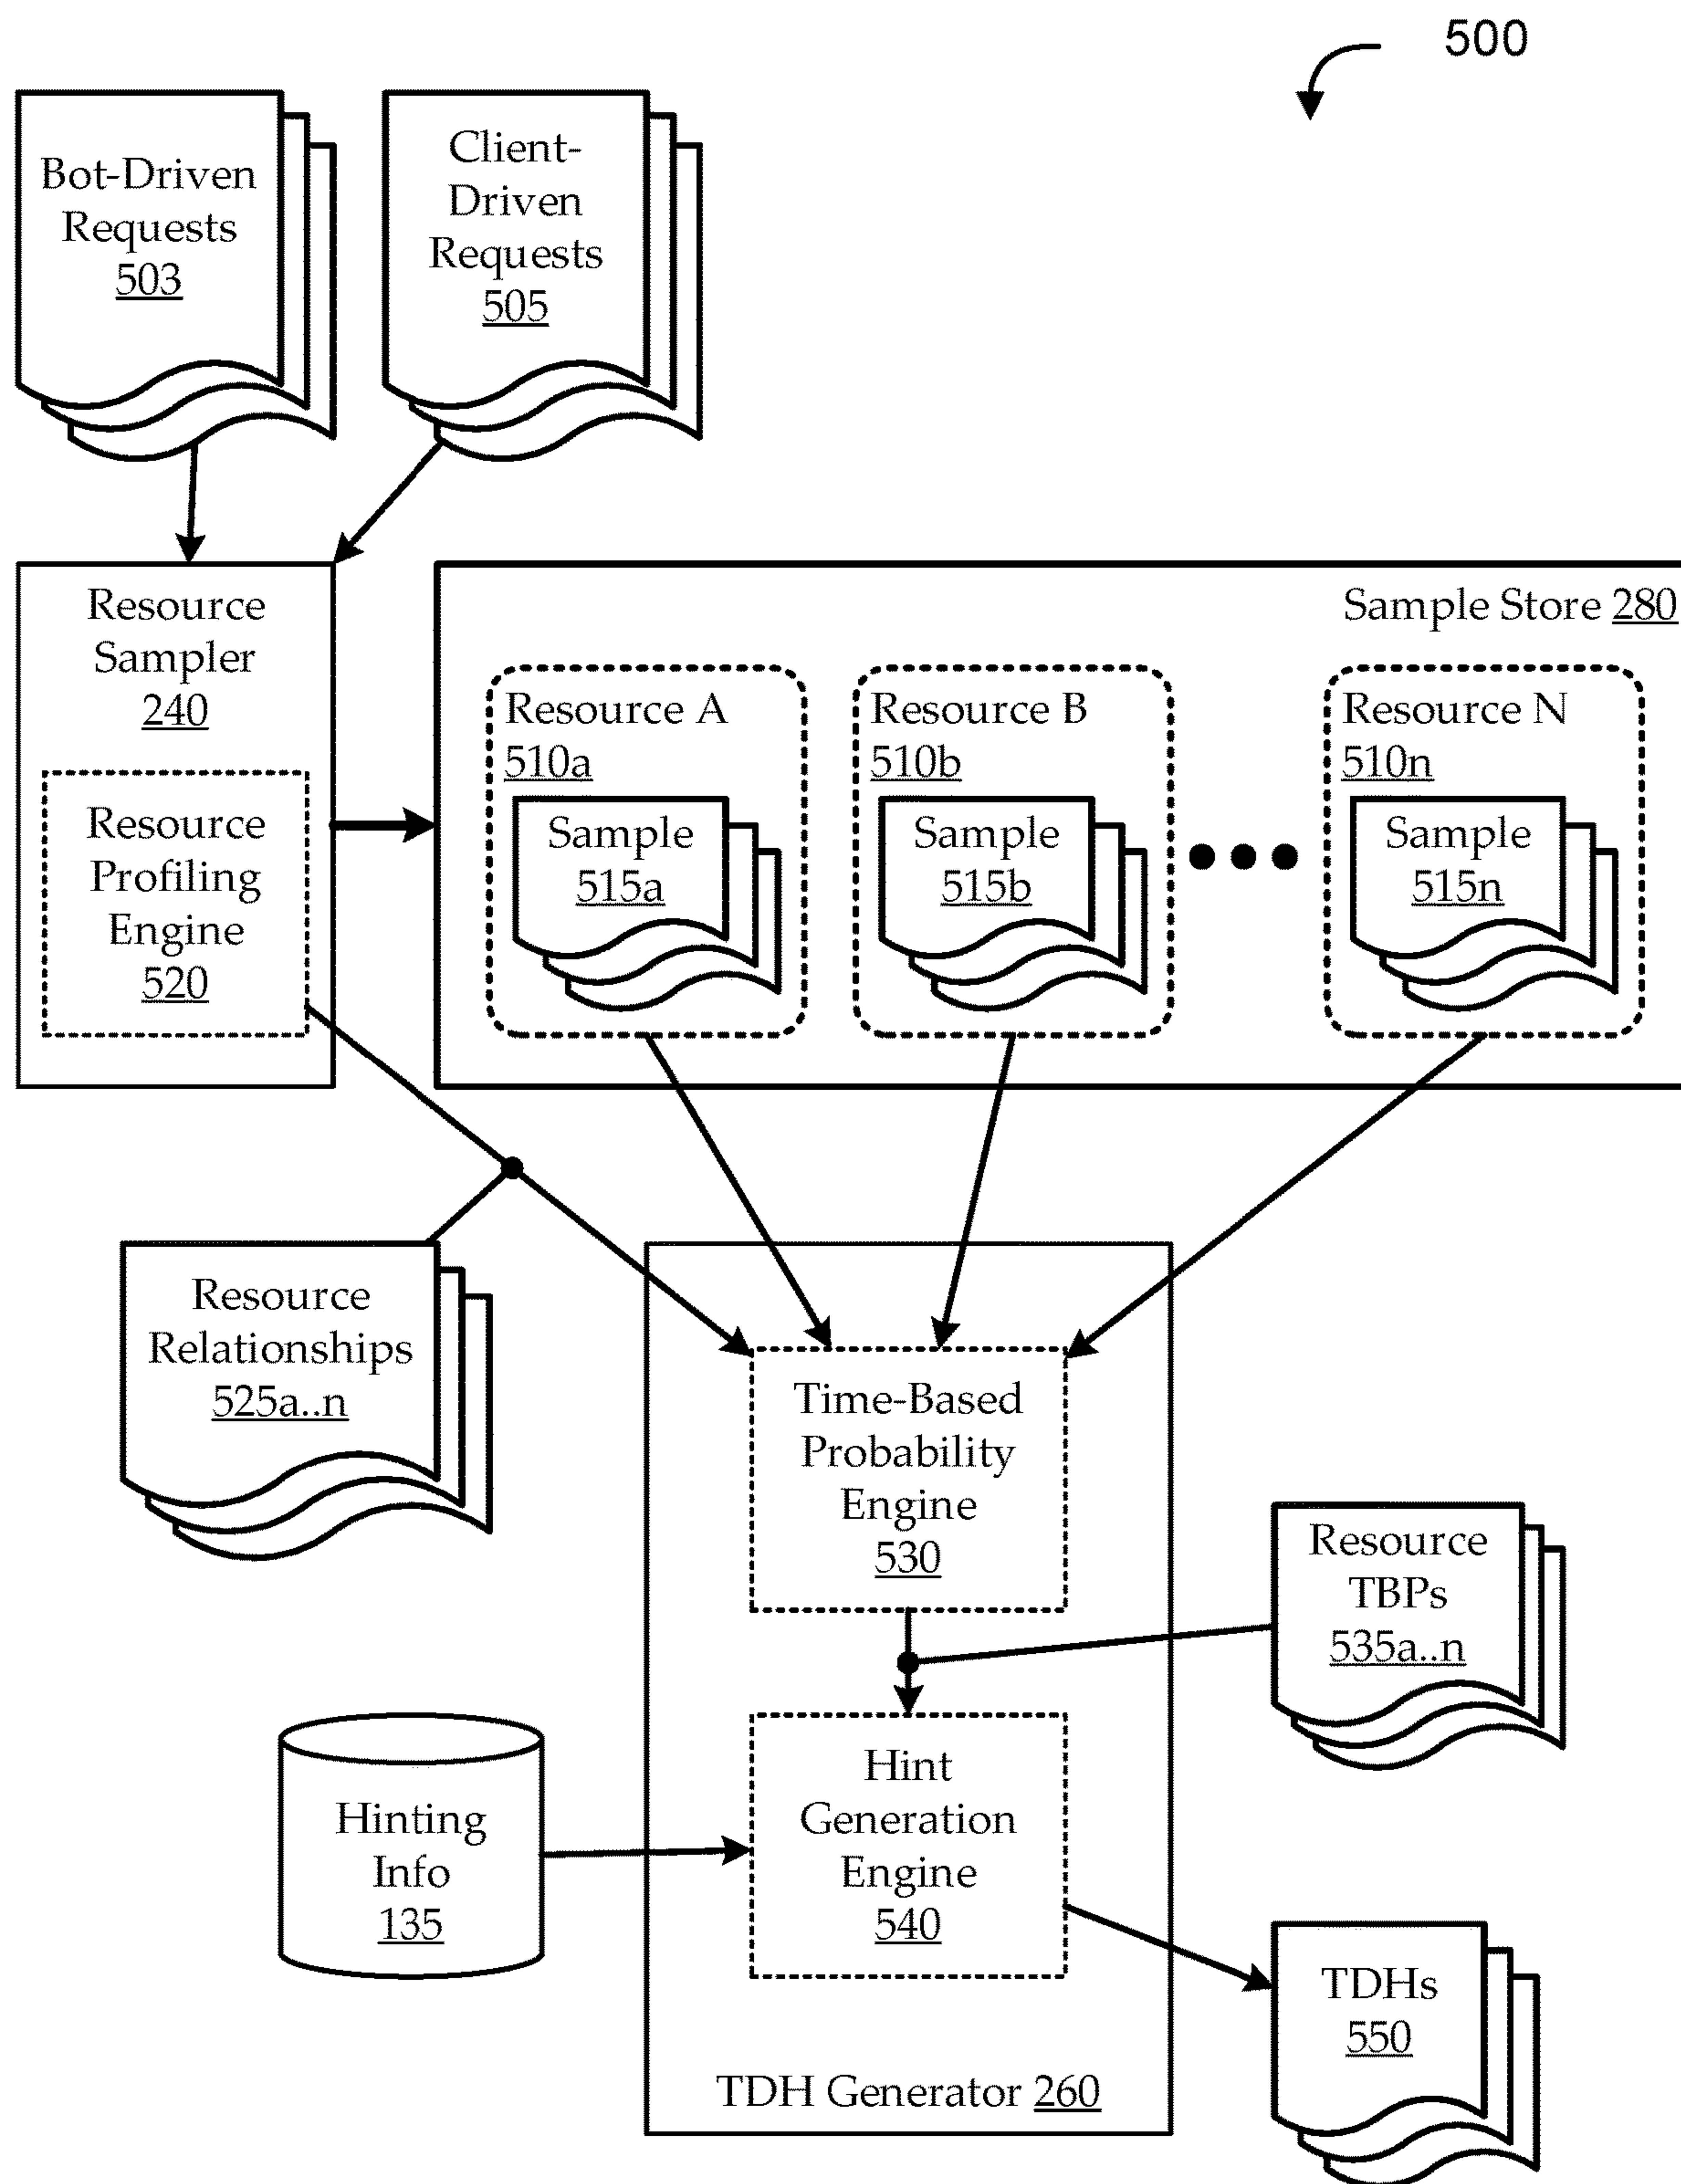 500
Bot-Driven
Requests
503
Client-
Driven
Requests
505
Resource
Sampler
240
Resource
Profiling
Engine
520
Sample Store 280
Resource A
510a
Sample
515a
Resource B
510b
Sample
515b
Resource N
510n
Sample
515n
Resource
Relationships
525a..n
Time-Based
Probability
Engine
530
Resource
TBPs
535a..n
Hinting
Info
135
Hint
Generation
Engine
540
TDHs
550
TDH Generator 260